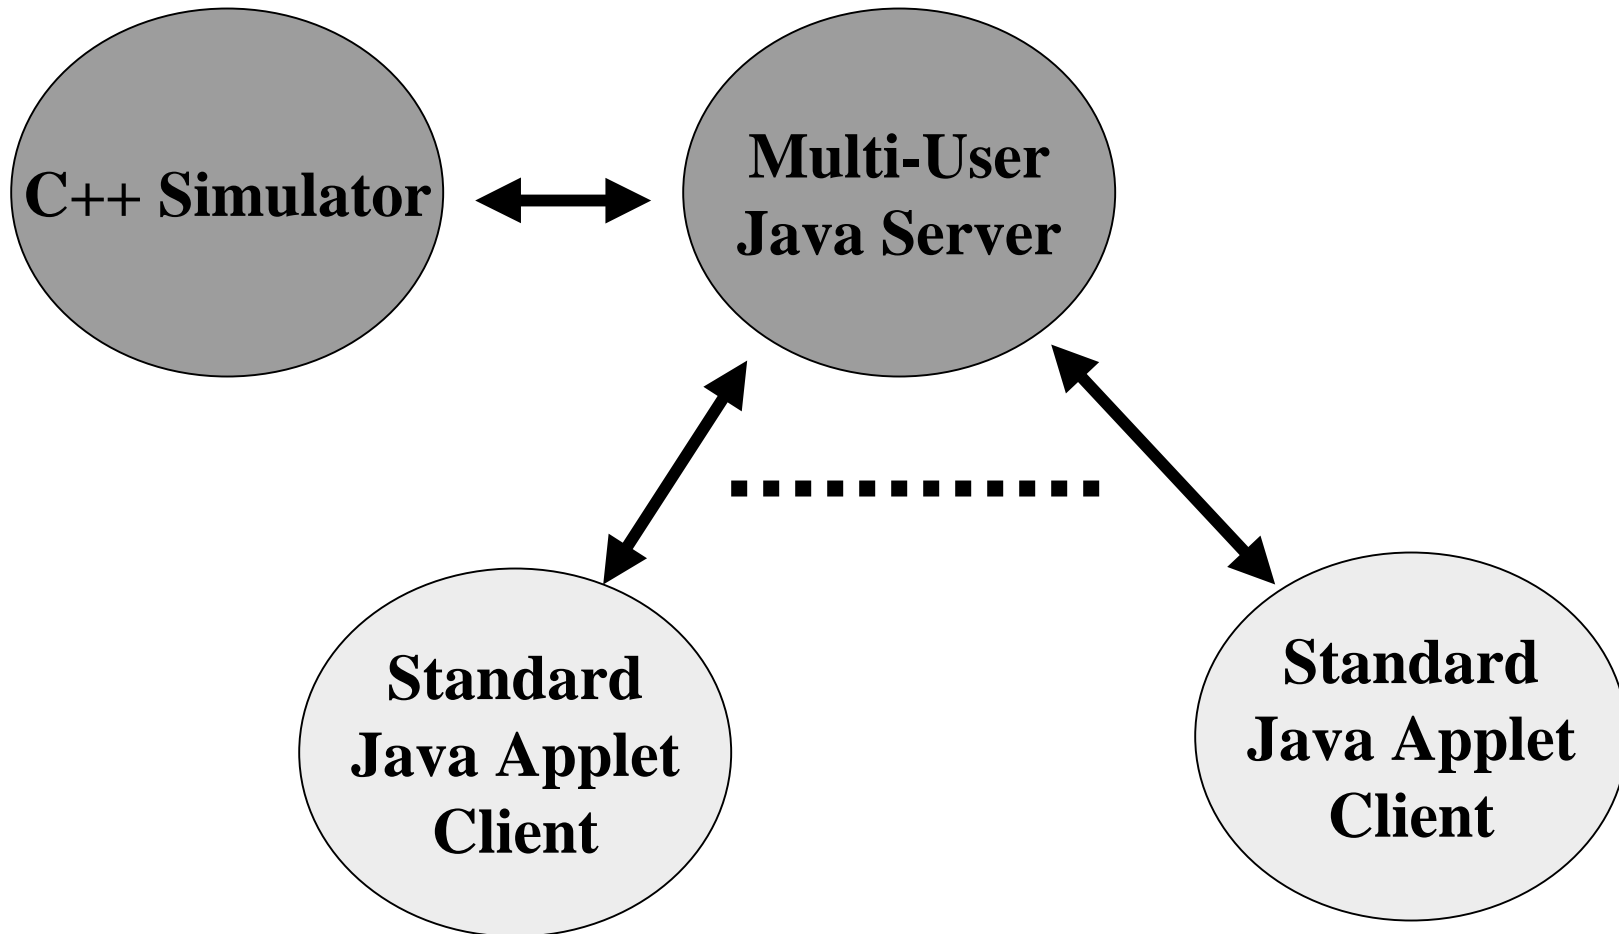 C++ Simulator
Multi-User
Java Server
Standard
Java Applet
Client
Standard
Java Applet
Client